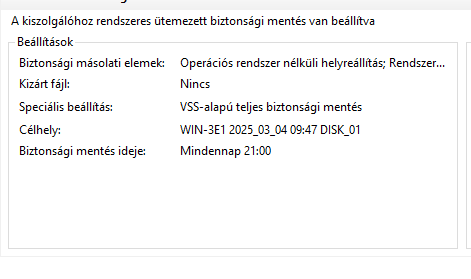 A kiszolgálóhoz rendszeres ütemezett biztonsági mentés van beállítva
Beállítások
Biztonsági másolati elemek: Operációs rendszer nélküli helyreállítás; Rendszer...
Kizárt fájl: Nincs
Speciális beállítás: VSS-alapú teljes biztonsági mentés
Célhely: WIN-3E1 2025_03_04 09:47 DISK_01
Biztonsági mentés ideje: Mindennap 21:00